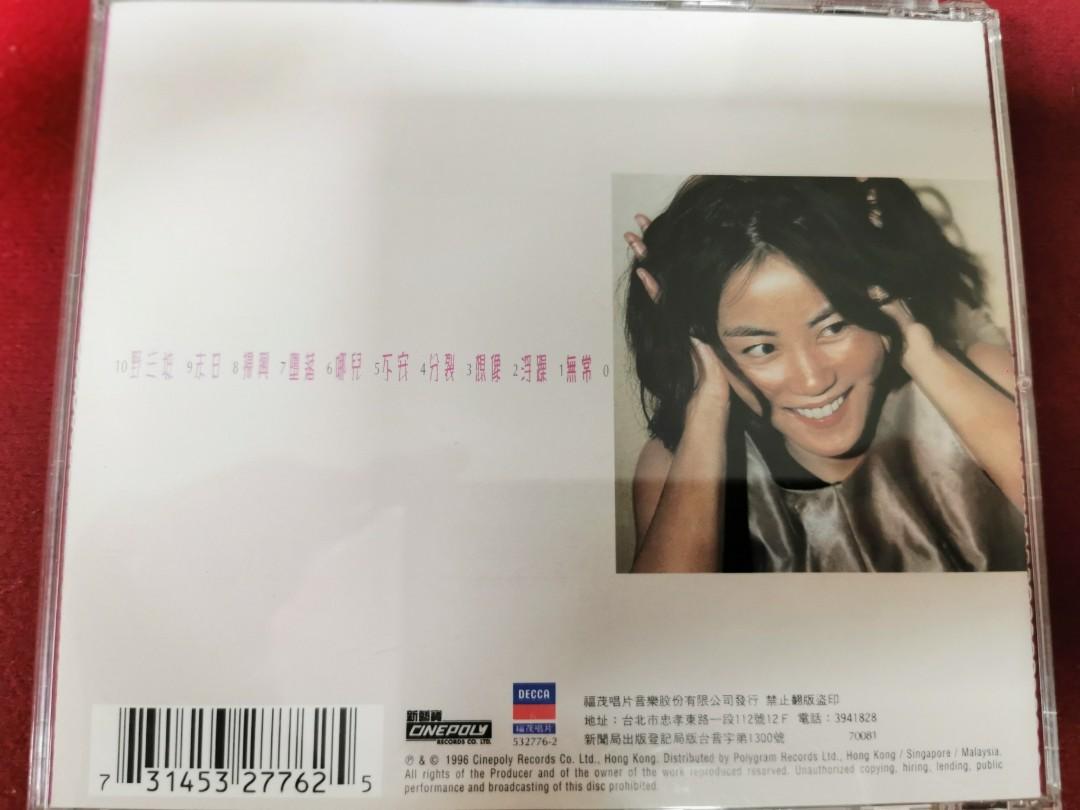 10 野三坡 9 末日 8 掃興 7 墮落 6 哪兒 5 不安 4 分裂 3 想像 2 浮躁 1 無常 0
7 31453 27762 5
新藝寶
CINEPOLY
RECORDS CO. LTD.
DECCA
福茂唱片
532776-2
福茂唱片音樂股份有限公司發行 禁止翻版盜印
地址：台北市忠孝東路一段112號12F 電話：3941828
新聞局出版登記局版台音字第1300號 70081
℗ & © 1996 Cinepoly Records Co. Ltd., Hong Kong. Distributed by Polygram Records Ltd., Hong Kong / Singapore / Malaysia.
All rights of the Producer and of the owner of the work reproduced reserved. Unauthorized copying, hiring, lending, public
performance and broadcasting of this disc prohibited.